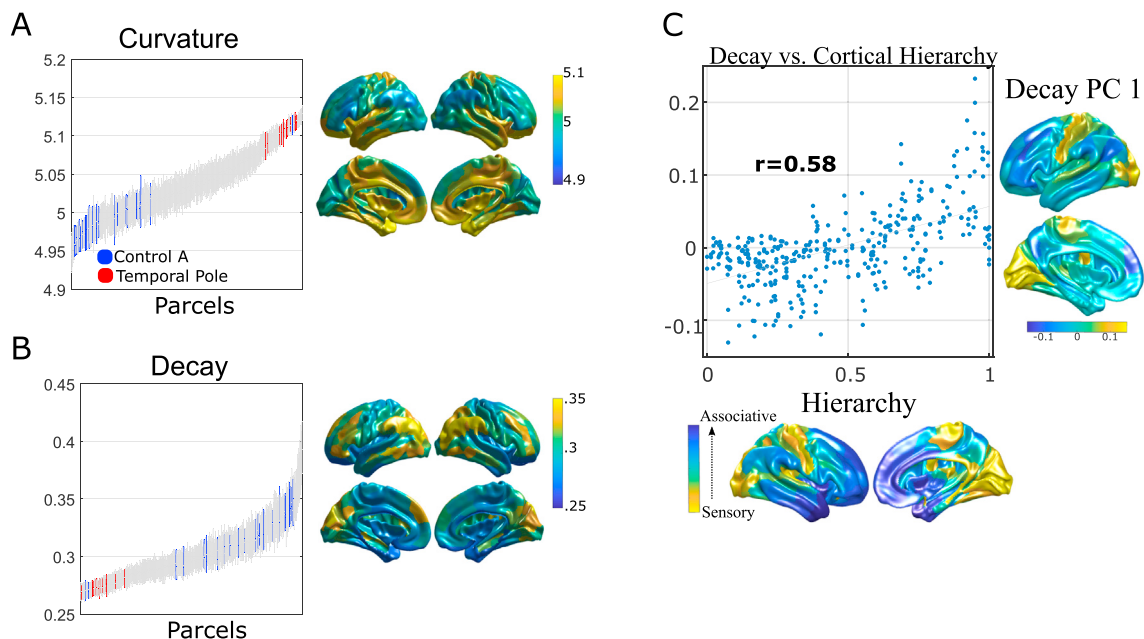 A
Curvature
5.2
5.15
5.1
5.05
5
4.95
4.9
Control A
Temporal Pole
Parcels
5.1
5
4.9
B
Decay
0.45
0.4
0.35
0.3
0.25
Parcels
.35
.3
.25
C
Decay vs. Cortical Hierarchy
0.2
0.1
0
-0.1
r=0.58
0 0.5 1
Hierarchy
Decay PC 1
-0.1 0 0.1
Associative
Sensory